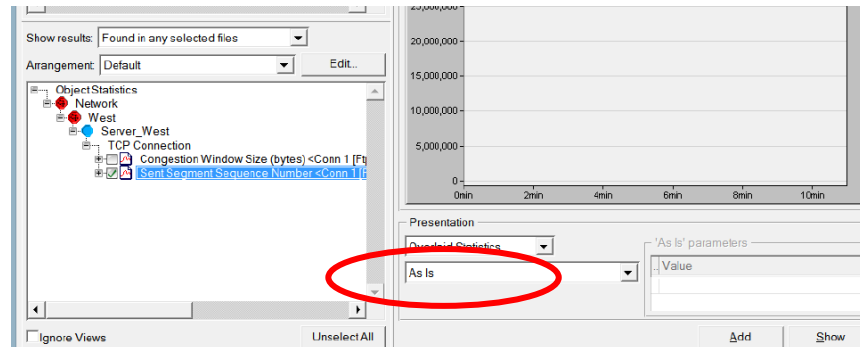 Show results: Found in any selected files
Arrangement: Default Edit...
Object Statistics
Network
West
Server_West
TCP Connection
Congestion Window Size (bytes) <Conn 1 [Ftp
Sent Segment Sequence Number <Conn 1 [F
Ignore Views Unselect All
25,000,000
20,000,000
15,000,000
10,000,000
5,000,000
0
0min 2min 4min 6min 8min 10min
Presentation
Overlaid Statistics
As Is
'As Is' parameters
Value
Add Show